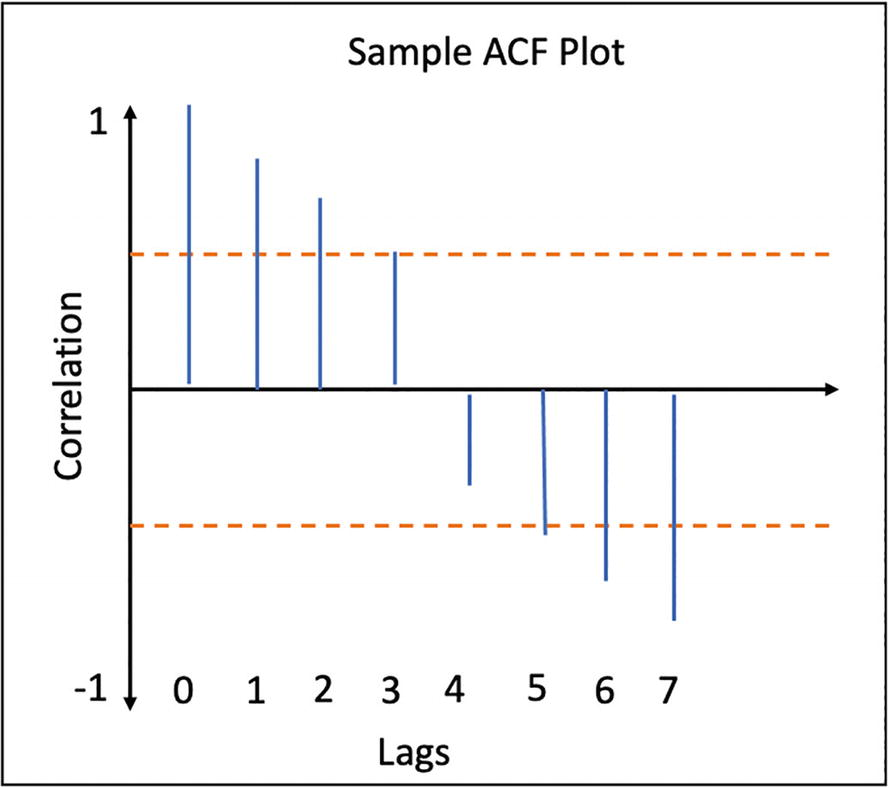 Sample ACF Plot
1
Correlation
-1
0 1 2 3 4 5 6 7
Lags